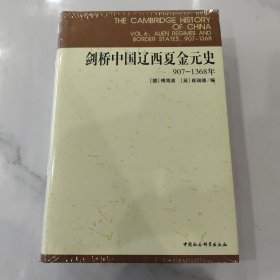 THE CAMBRIDGE HISTORY
OF CHINA
VOL.6, ALIEN REGIMES AND
BORDER STATES, 907-1368
剑桥中国辽西夏金元史
907-1368年
[德]傅海波 [英]崔瑞德 编
中国社会科学出版社